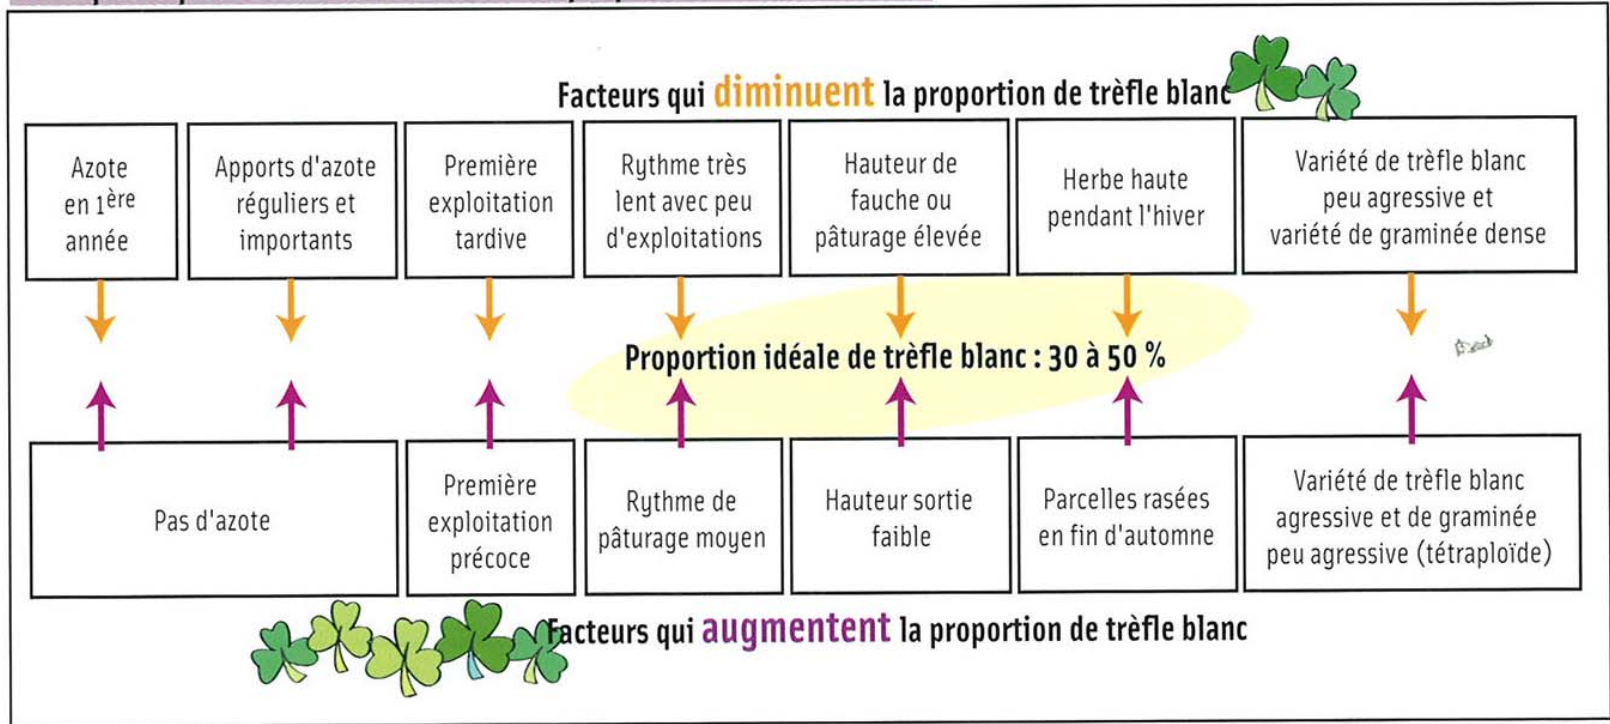 Facteurs qui diminuent la proportion de trèfle blanc
Azote
en 1ère
année
Apports d'azote
réguliers et
importants
Première
exploitation
tardive
Rythme très
lent avec peu
d'exploitations
Hauteur de
fauche ou
pâturage élevée
Herbe haute
pendant l'hiver
Variété de trèfle blanc
peu agressive et
variété de graminée dense
Proportion idéale de trèfle blanc : 30 à 50 %
Pas d'azote
Première
exploitation
précoce
Rythme de
pâturage moyen
Hauteur sortie
faible
Parcelles rasées
en fin d'automne
Variété de trèfle blanc
agressive et de graminée
peu agressive (tétraploïde)
Facteurs qui augmentent la proportion de trèfle blanc